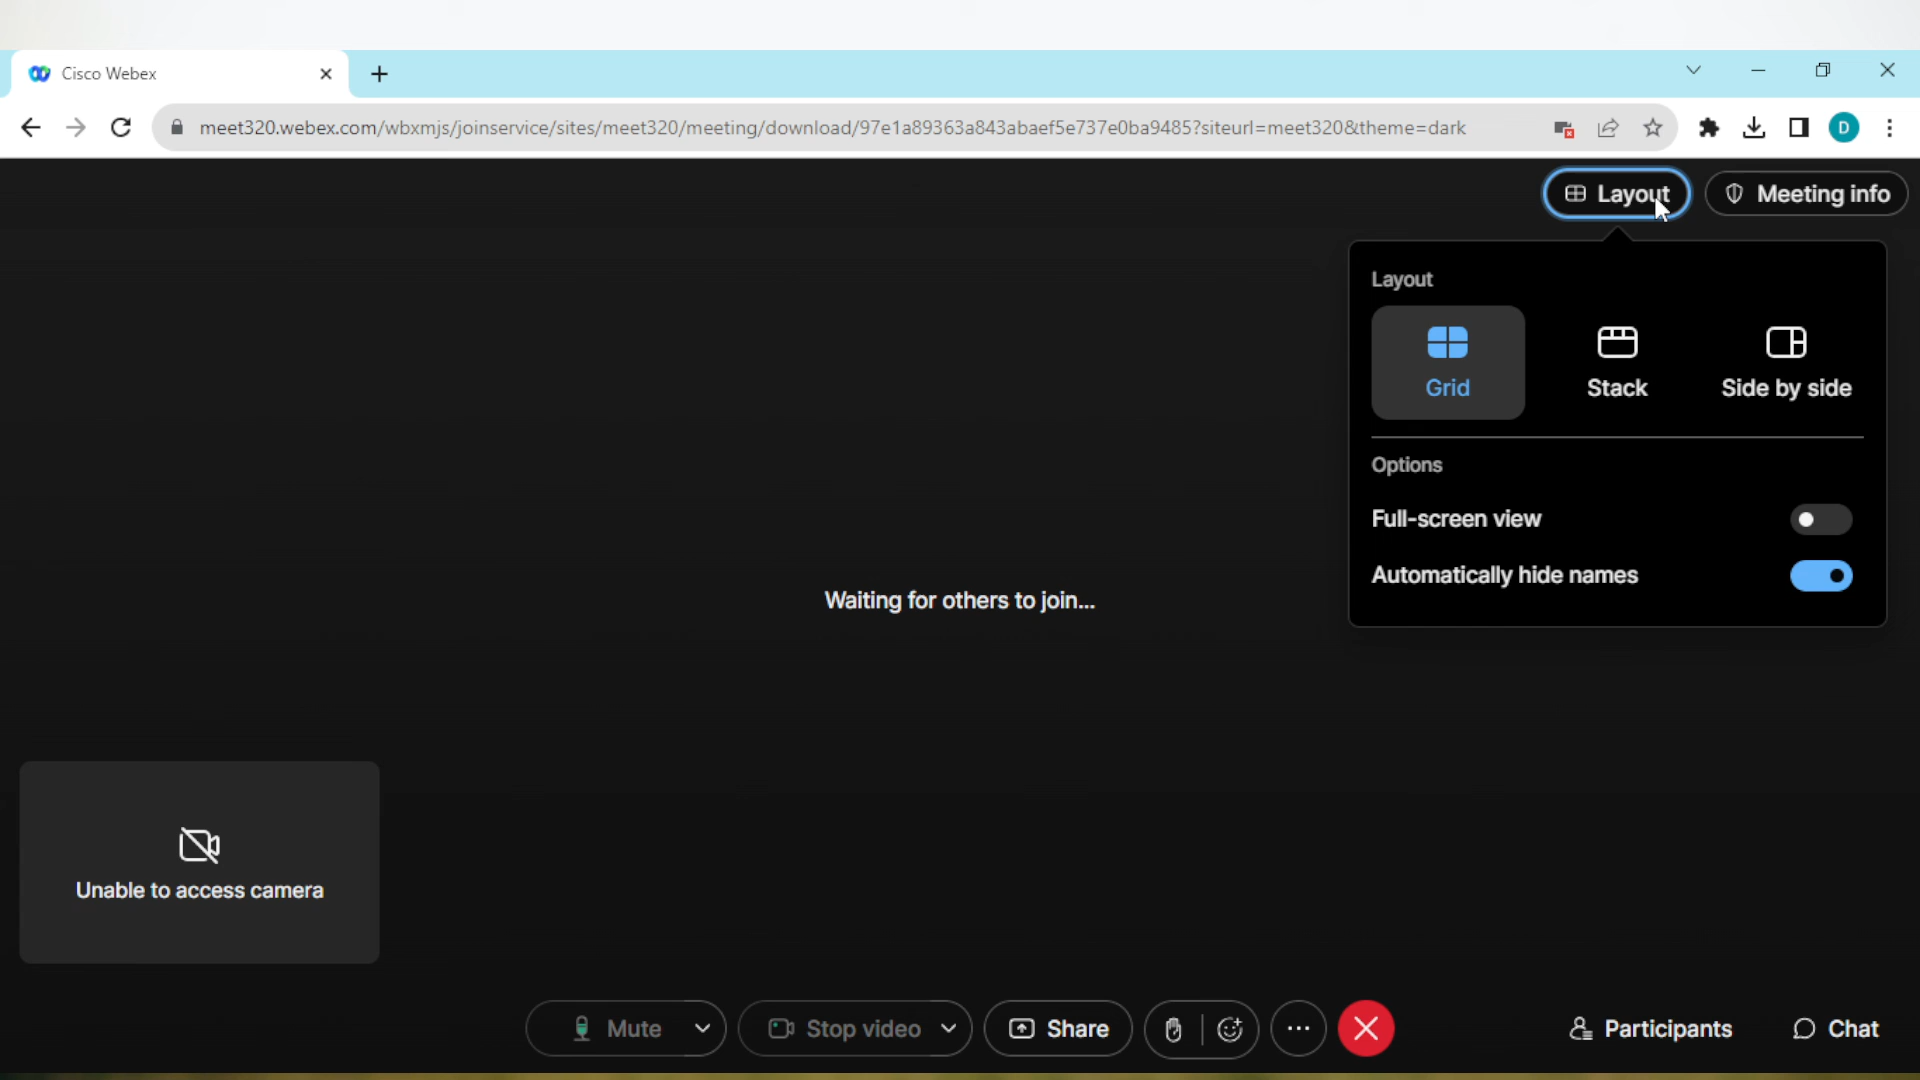 Cisco Webex
meet320.webex.com/wbxmjs/joinservice/sites/meet320/meeting/download/97e1a89363a843abaef5e737e0ba9485?siteurl=meet320&theme=dark
D
Layout
Meeting info
Layout
Grid
Stack
Side by side
Options
Full-screen view
Automatically hide names
Waiting for others to join...
Unable to access camera
Mute
Stop video
Share
Participants
Chat